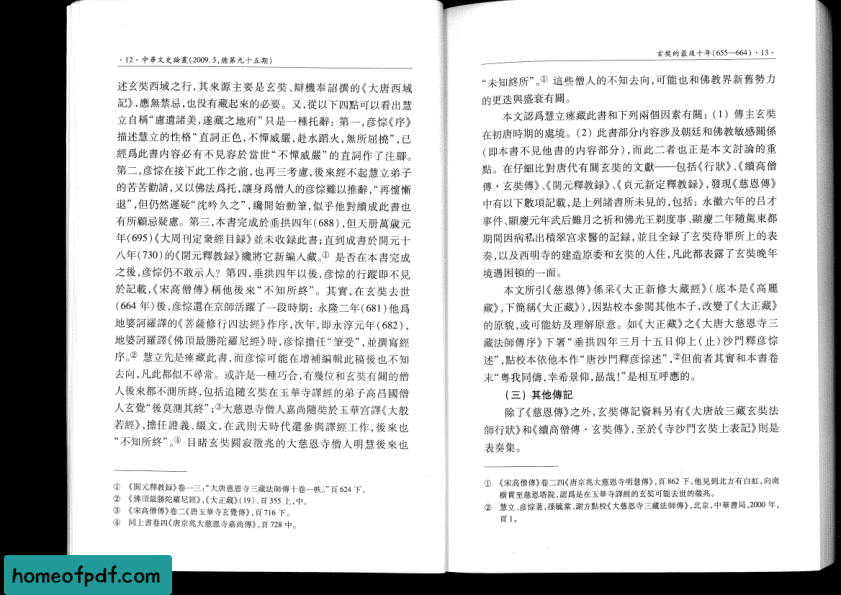 ·12·中華文史論叢(2009.3,總第九十五期)
述玄奘西域之行,其來源主要是玄奘、辯機奉詔撰的《大唐西域
記》,應無禁忌,也没有藏起來的必要。又,從以下四點可以看出慧
立自稱“慮遺諸美,遂藏之地府”只是一種托辭:第一,彦悰《序》
描述慧立的性格“直詞正色,不憚威嚴,赴水蹈火,無所屈撓”,已
經爲此書内容必有不見容於當世“不憚威嚴”的直詞作了注脚。
第二,彦悰在接下此工作之前,也再三考慮,後來經不起慧立弟子
的苦苦勸請,又以佛法爲托,讓身爲僧人的彦悰難以推辭,“再懷慚
退”,但仍然遲疑“沈吟久之”,纔開始動筆,似乎他對續成此書也
有所顧忌疑慮。第三,本書完成於垂拱四年(688),但天册萬歲元
年(695)《大周刊定衆經目録》並未收録此書;直到成書於開元十
八年(730)的《開元釋教録》纔將它新編入藏。① 是否在本書完成
之後,彦悰仍不敢示人?第四,垂拱四年以後,彦悰的行蹤即不見
於記載,《宋高僧傳》稱他後來“不知所終”。其實,在玄奘去世
(664年)後,彦悰還在京師活躍了一段時期:永隆二年(681)他爲
地婆訶羅譯的《菩薩修行四法經》作序,次年,即永淳元年(682),
地婆訶羅譯《佛頂最勝陀羅尼經》時,彦悰擔任“筆受”,並撰寫經
序。② 慧立先是瘞藏此書,而彦悰可能在增補編輯此稿後也不知
去向,凡此都似不尋常。或許是一種巧合,有幾位和玄奘有關的僧
人後來都不測所終,包括追隨玄奘在玉華寺譯經的弟子高昌國僧
人玄覺“後莫測其終”;③大慈恩寺僧人嘉尚隨奘於玉華宫譯《大般
若經》,擔任證義、綴文,在武則天時代還參與譯經工作,後來也
“不知所終”。④ 目睹玄奘圓寂徵兆的大慈恩寺僧人明慧後來也
① 《開元釋教録》卷一三:“大唐慈恩寺三藏法師傳十卷一帙。”頁624下。
② 《佛頂最勝陀羅尼經》,《大正藏》(19),頁355上,中。
③ 《宋高僧傳》卷二《唐玉華寺玄覺傳》,頁716下。
④ 同上書卷四《唐京兆大慈恩寺嘉尚傳》,頁728中。
玄奘的最後十年(655—664)·13·
“未知終所”。① 這些僧人的不知去向,可能也和佛教界新舊勢力
的更迭與盛衰有關。
本文認爲慧立瘞藏此書和下列兩個因素有關:(1)傳主玄奘
在初唐時期的處境。(2)此書部分内容涉及朝廷和佛教敏感關係
(即本書不見他書的内容部分),而此二者也正是本文討論的重
點。在仔細比對唐代有關玄奘的文獻——包括《行狀》、《續高僧
傳·玄奘傳》、《開元釋教録》、《貞元新定釋教録》,發現《慈恩傳》
中有以下數項記載,是上列諸書所未見的,包括:永徽六年的吕才
事件、顯慶元年武后難月之祈和佛光王剃度事、顯慶二年隨駕東都
期間因病私出積翠宫求醫的記録,並且全録了玄奘待罪所上的表
奏,以及西明寺的建造原委和玄奘的入住,凡此都表露了玄奘晚年
境遇困頓的一面。
本文所引《慈恩傳》係采《大正新修大藏經》(底本是《高麗
藏》,下簡稱《大正藏》),因點校本參閲其他本子,改變了《大正藏》
的原貌,或可能妨及理解原意。如《大正藏》之《大唐大慈恩寺三
藏法師傳序》下署“垂拱四年三月十五日仰上(止)沙門釋彦悰
述”,點校本依他本作“唐沙門釋彦悰述”,②但前者其實和本書卷
末“粤我同儔,幸希景仰,勗哉!”是相互呼應的。
(三)其他傳記
除了《慈恩傳》之外,玄奘傳記資料另有《大唐故三藏玄奘法
師行狀》和《續高僧傳·玄奘傳》,至於《寺沙門玄奘上表記》則是
表奏集。
① 《宋高僧傳》卷二四《唐京兆大慈恩寺明慧傳》,頁862下,他見到北方有白虹,向南
横貫至慈恩塔院,認爲是在玉華寺譯經的玄奘可能去世的徵兆。
② 慧立、彦悰著,孫毓棠、謝方點校《大慈恩寺三藏法師傳》,北京,中華書局,2000年,
頁1。
homeofpdf.com